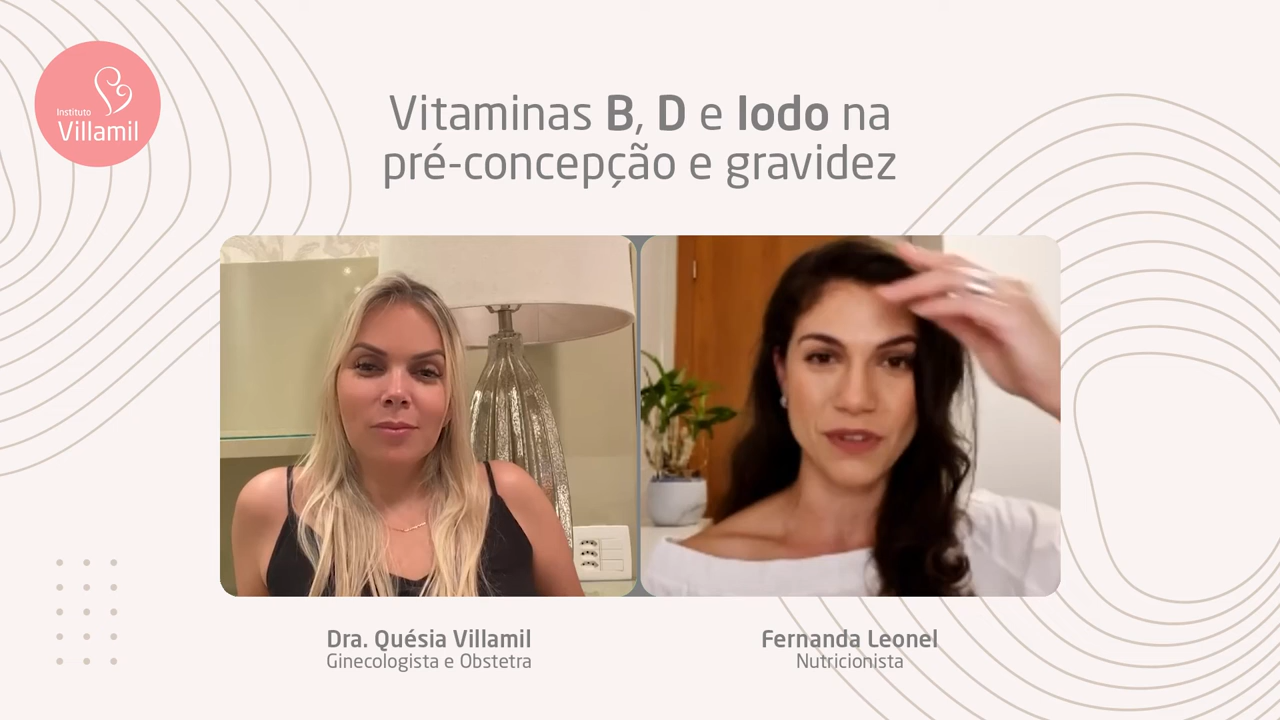 Instituto
Villamil
Vitaminas B, D e Iodo na
pré-concepção e gravidez
Dra. Quésia Villamil
Ginecologista e Obstetra
Fernanda Leonel
Nutricionista